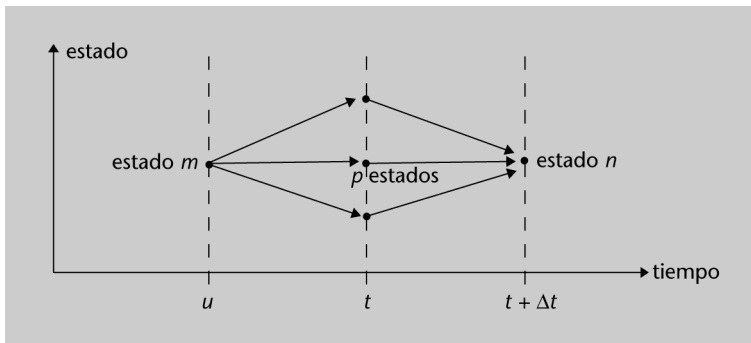 estado
estado m
p estados
estado n
tiempo
u
t
t + Δt